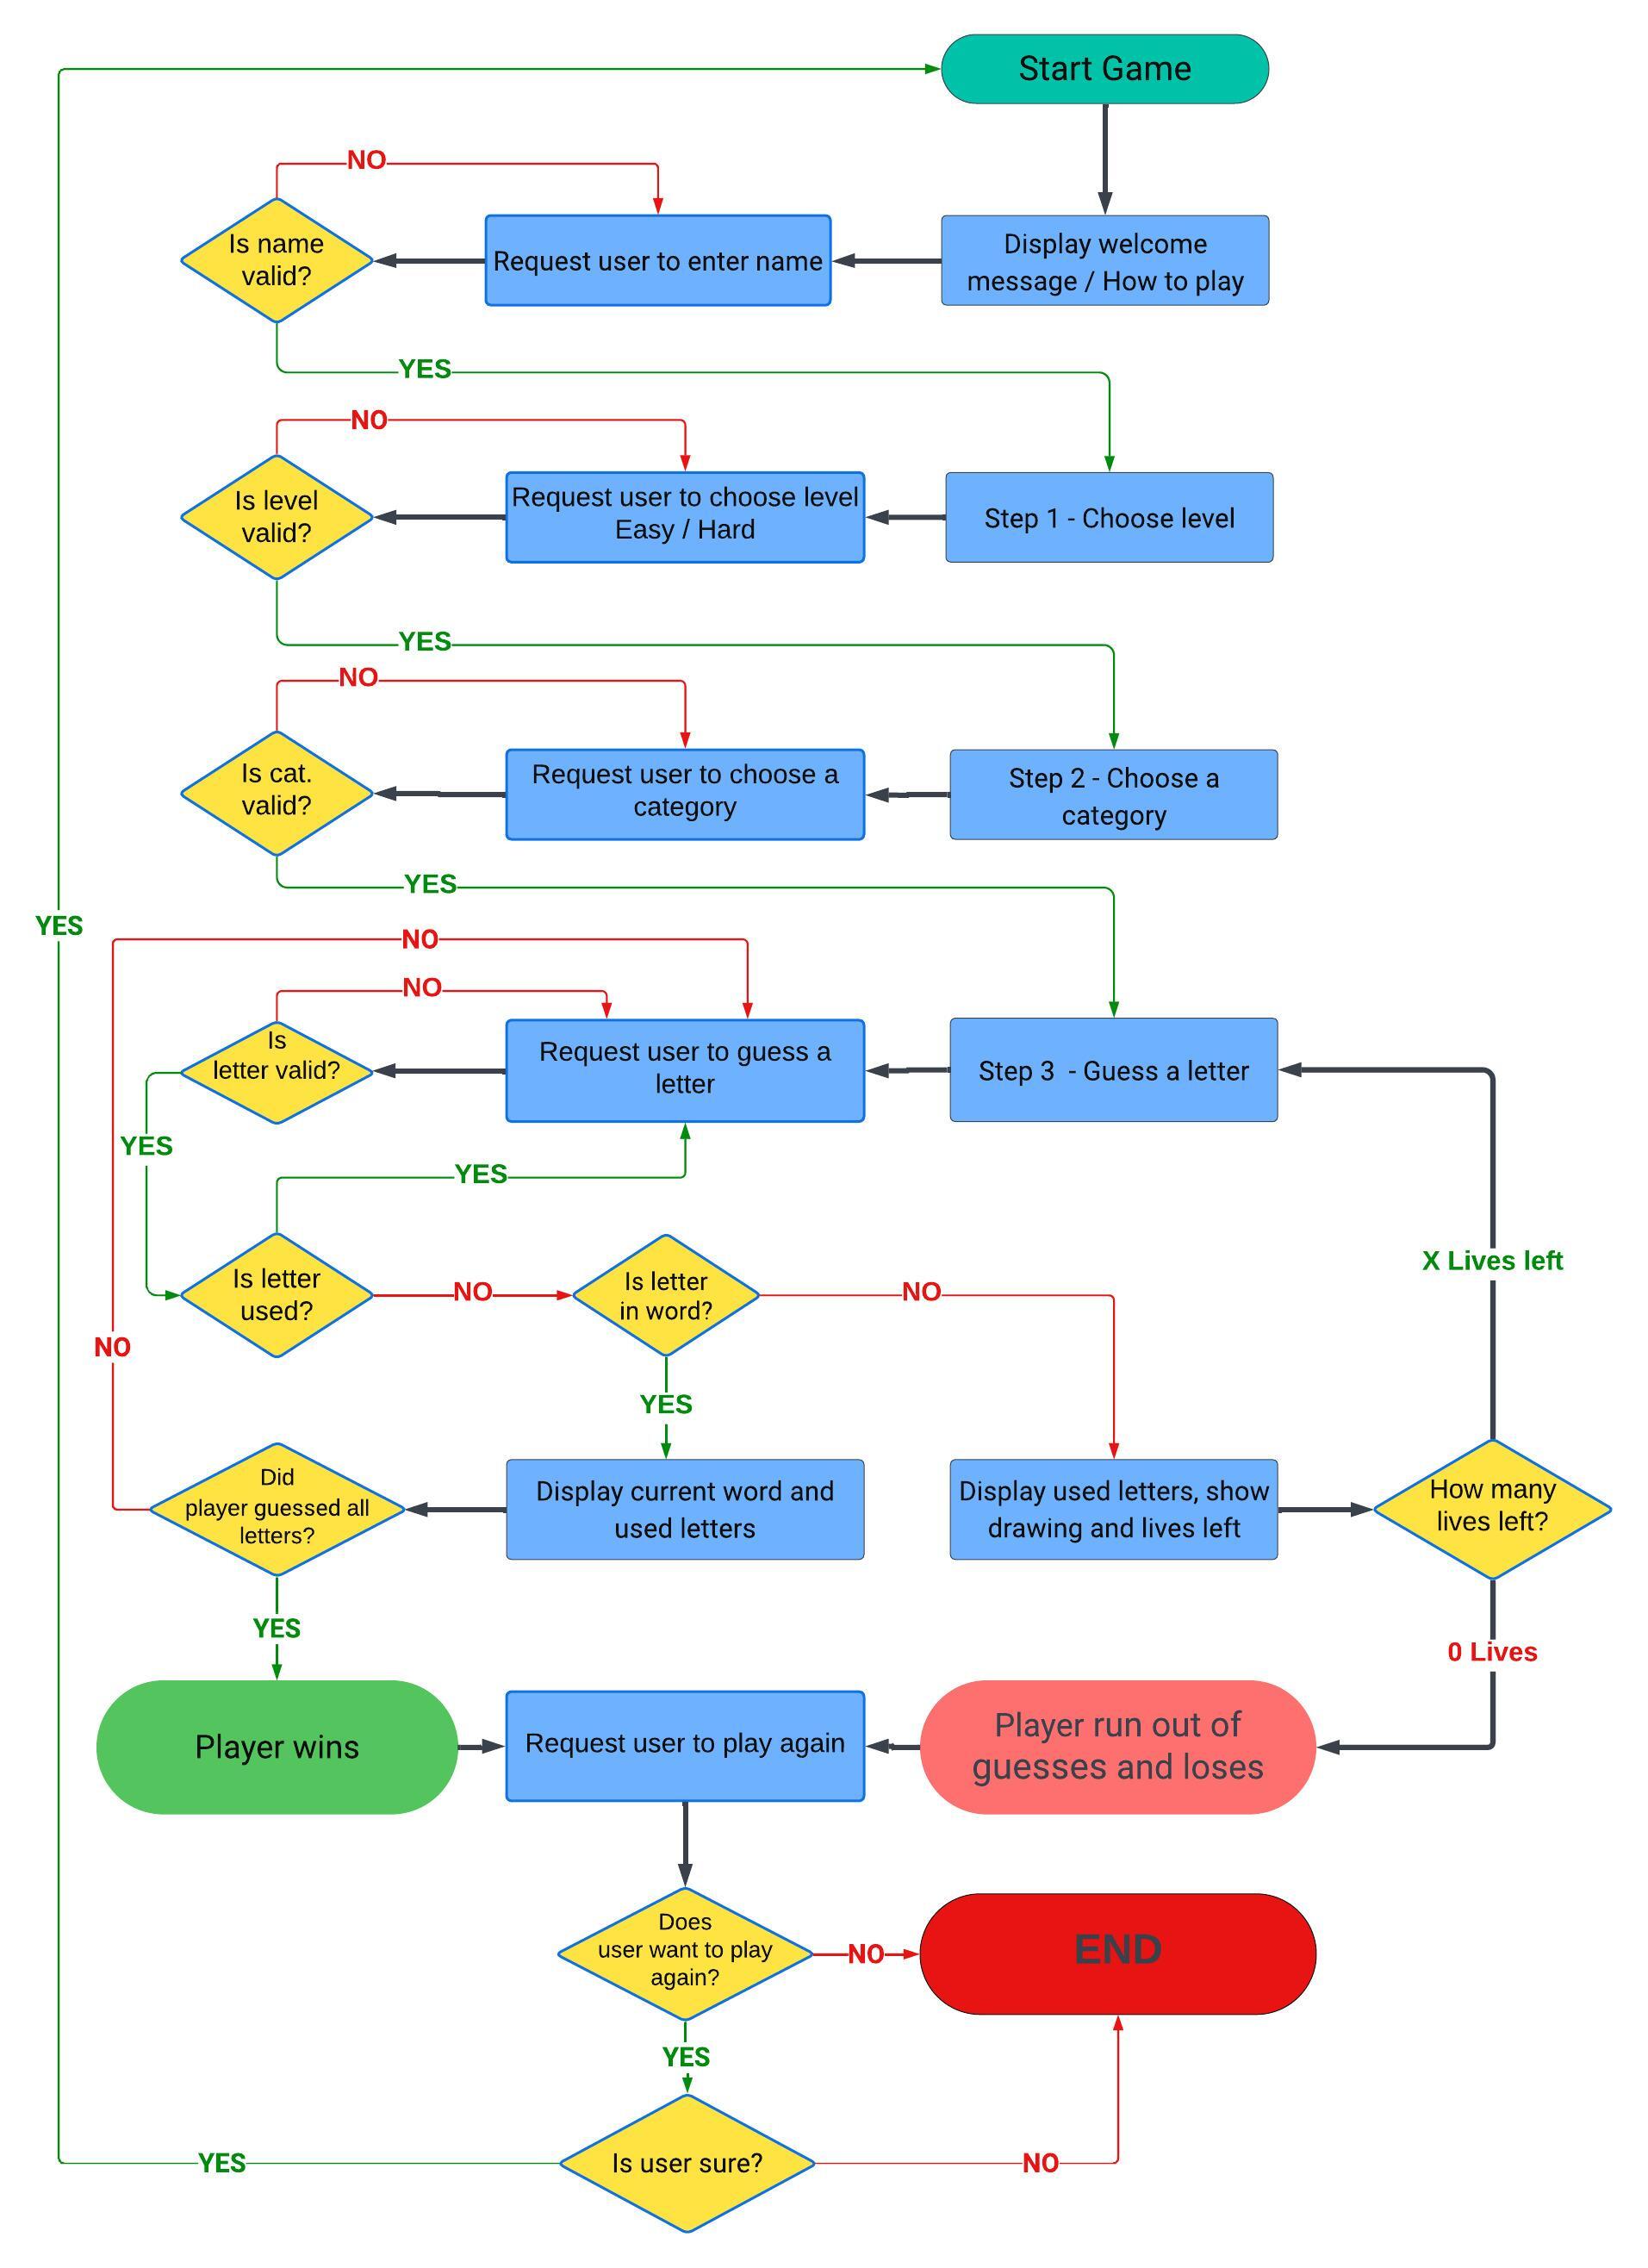 Start Game
NO
Is name
valid?
Request user to enter name
Display welcome
message / How to play
YES
NO
Is level
valid?
Request user to choose level
Easy / Hard
Step 1 - Choose level
YES
NO
Is cat.
valid?
Request user to choose a
category
Step 2 - Choose a
category
YES
YES
NO
NO
Is
letter valid?
Request user to guess a
letter
Step 3  - Guess a letter
YES
YES
X Lives left
Is letter
used?
NO
Is letter
in word?
NO
NO
YES
Did
player guessed all
letters?
Display current word and
used letters
Display used letters, show
drawing and lives left
How many
lives left?
YES
0 Lives
Player wins
Request user to play again
Player run out of
guesses and loses
Does
user want to play
again?
NO
END
YES
YES
Is user sure?
NO